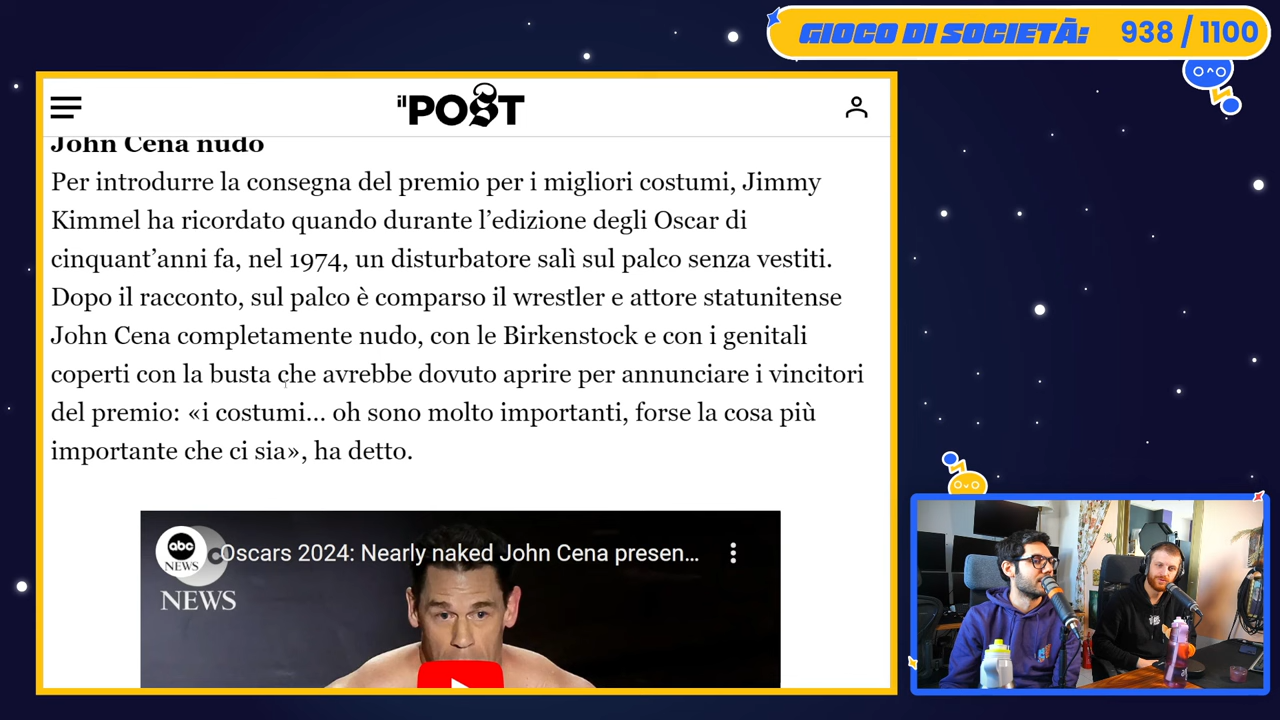 GIOCO DI SOCIETÀ: 938 / 1100
il POST
John Cena nudo
Per introdurre la consegna del premio per i migliori costumi, Jimmy
Kimmel ha ricordato quando durante l’edizione degli Oscar di
cinquant’anni fa, nel 1974, un disturbatore salì sul palco senza vestiti.
Dopo il racconto, sul palco è comparso il wrestler e attore statunitense
John Cena completamente nudo, con le Birkenstock e con i genitali
coperti con la busta che avrebbe dovuto aprire per annunciare i vincitori
del premio: «i costumi… oh sono molto importanti, forse la cosa più
importante che ci sia», ha detto.
abc NEWS
Oscars 2024: Nearly naked John Cena presen...
NEWS